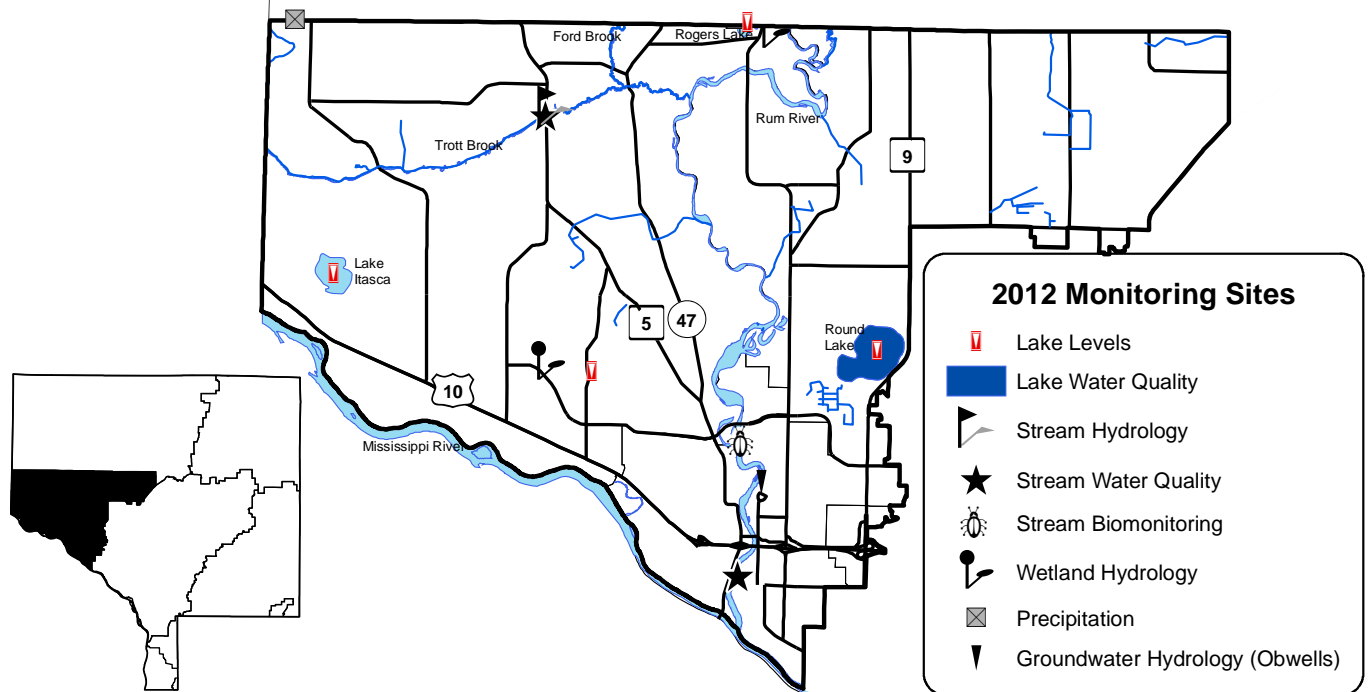 Ford Brook
Rogers Lake
Rum River
Trott Brook
9
Lake
Itasca
5
47
Round
Lake
10
Mississippi River
2012 Monitoring Sites
Lake Levels
Lake Water Quality
Stream Hydrology
Stream Water Quality
Stream Biomonitoring
Wetland Hydrology
Precipitation
Groundwater Hydrology (Obwells)